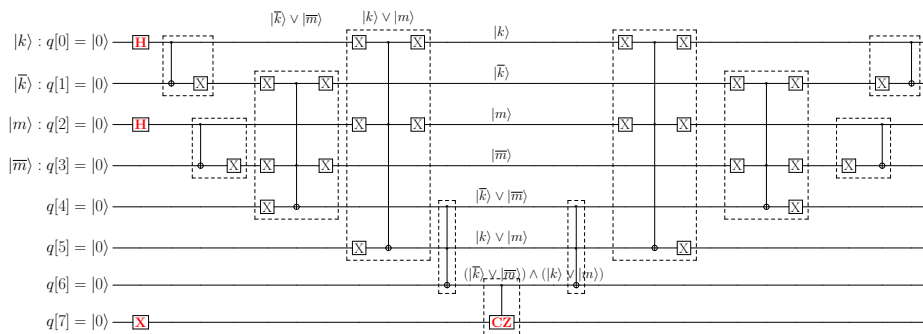 |k̅⟩ ∨ |m̅⟩ |k⟩ ∨ |m⟩
|k⟩ : q[0] = |0⟩ H X X |k⟩ X X
|k̅⟩ : q[1] = |0⟩ X X X |k̅⟩ X X X
|m⟩ : q[2] = |0⟩ H X X |m⟩ X X
|m̅⟩ : q[3] = |0⟩ X X X |m̅⟩ X X X
q[4] = |0⟩ X |k̅⟩ ∨ |m̅⟩ X
q[5] = |0⟩ X |k⟩ ∨ |m⟩ X
q[6] = |0⟩ (|k̅⟩ ∨ |m̅⟩) ∧ (|k⟩ ∨ |m⟩)
q[7] = |0⟩ X CZ